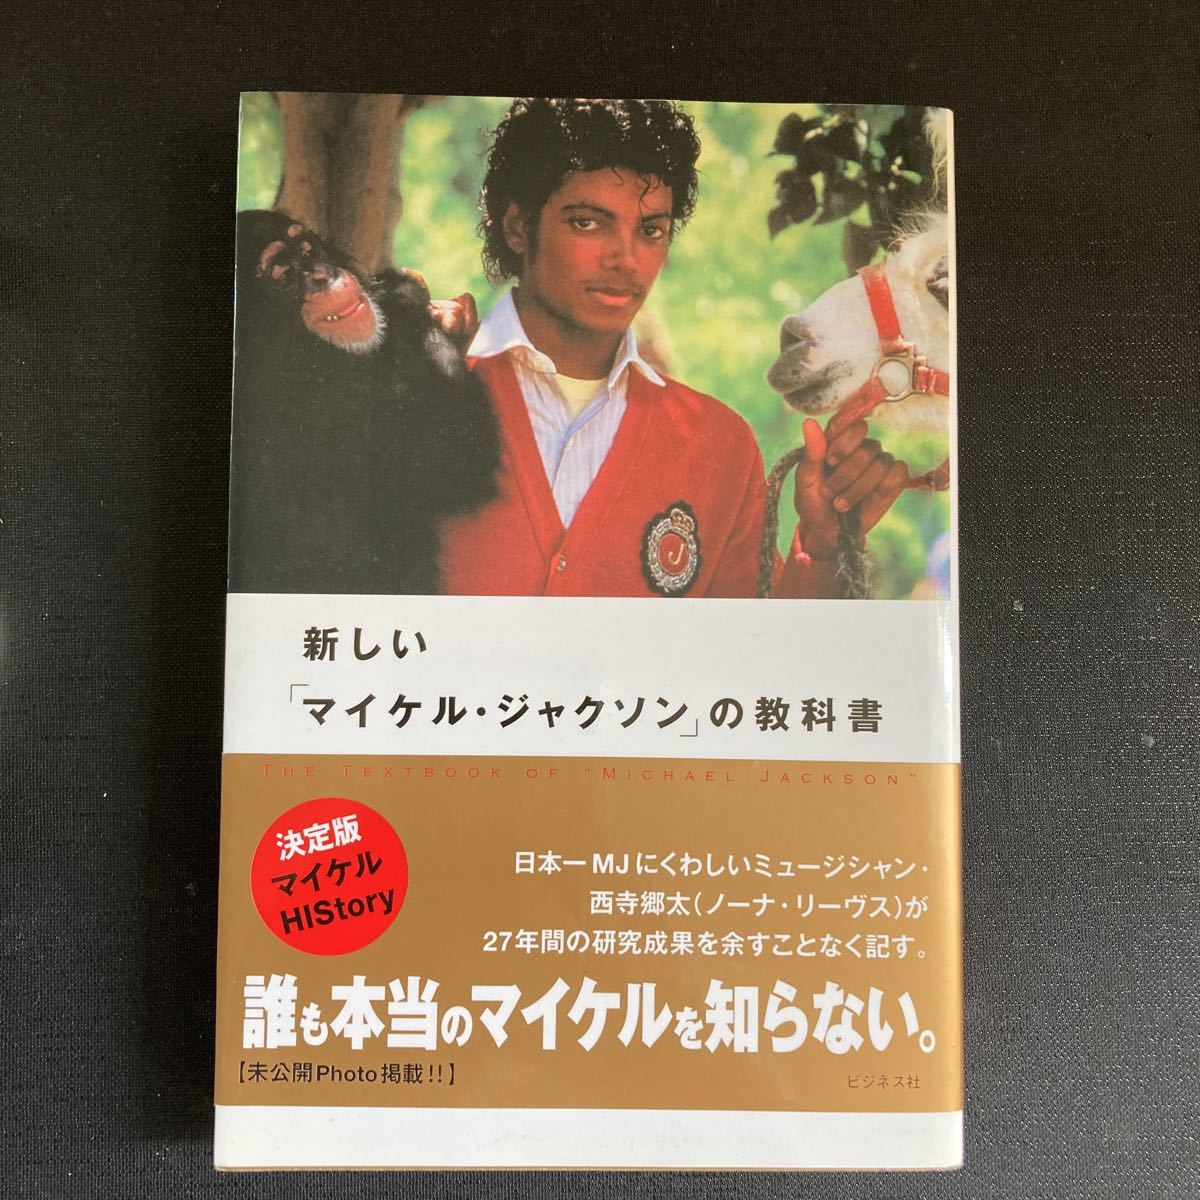 J
新しい
「マイケル・ジャクソン」の教科書
THE TEXTBOOK OF "MICHAEL JACKSON"
決定版
マイケル
HIStory
日本一MJにくわしいミュージシャン・
西寺郷太(ノーナ・リーヴス)が
27年間の研究成果を余すことなく記す。
誰も本当のマイケルを知らない。
【未公開Photo掲載!!】
ビジネス社